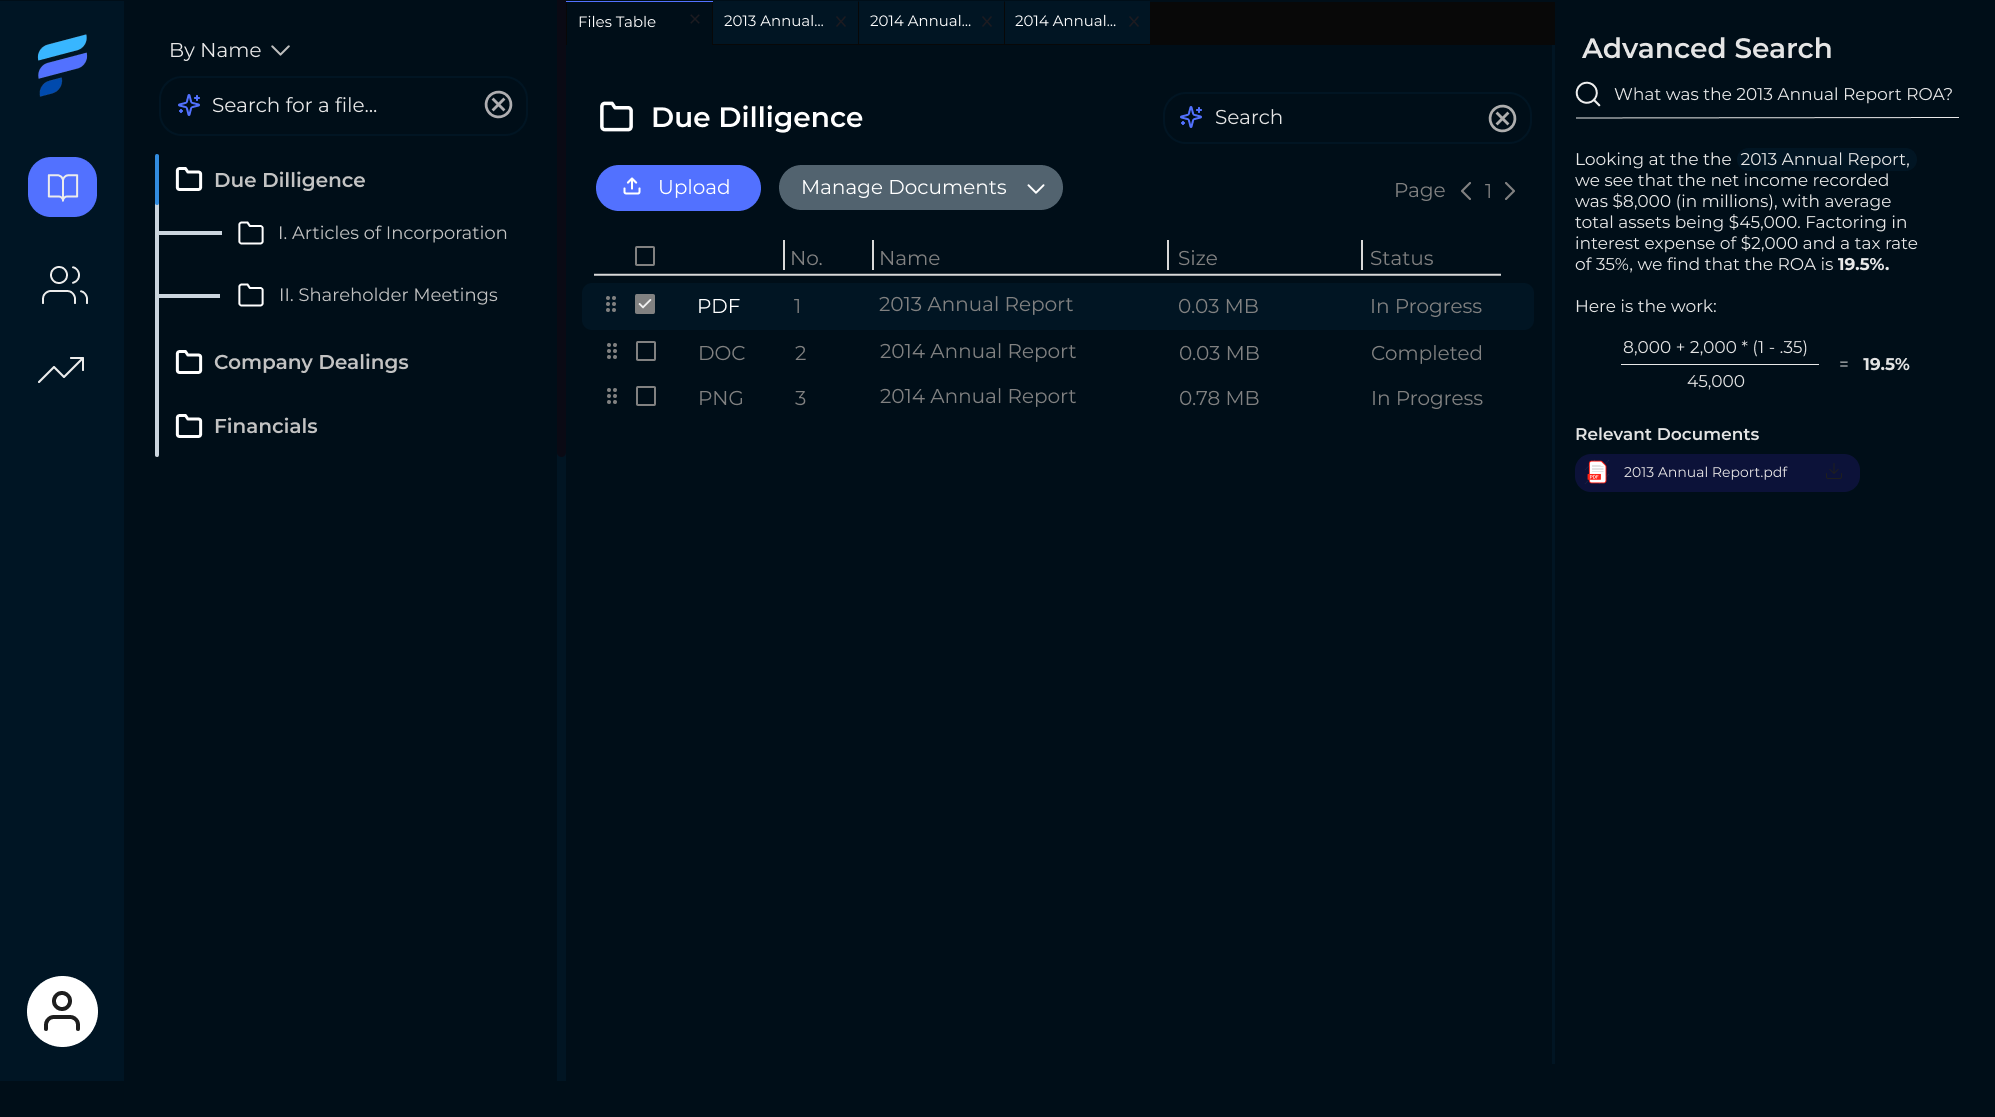 By Name
Search for a file...
Due Dilligence
I. Articles of Incorporation
II. Shareholder Meetings
Company Dealings
Financials
Files Table
2013 Annual...
2014 Annual...
2014 Annual...
Due Dilligence
Search
Upload
Manage Documents
Page 1
No. Name Size Status
PDF 1 2013 Annual Report 0.03 MB In Progress
DOC 2 2014 Annual Report 0.03 MB Completed
PNG 3 2014 Annual Report 0.78 MB In Progress
Advanced Search
What was the 2013 Annual Report ROA?
Looking at the the 2013 Annual Report,
we see that the net income recorded
was $8,000 (in millions), with average
total assets being $45,000. Factoring in
interest expense of $2,000 and a tax rate
of 35%, we find that the ROA is 19.5%.
Here is the work:
8,000 + 2,000 * (1 - .35)
= 19.5%
45,000
Relevant Documents
PDF
2013 Annual Report.pdf